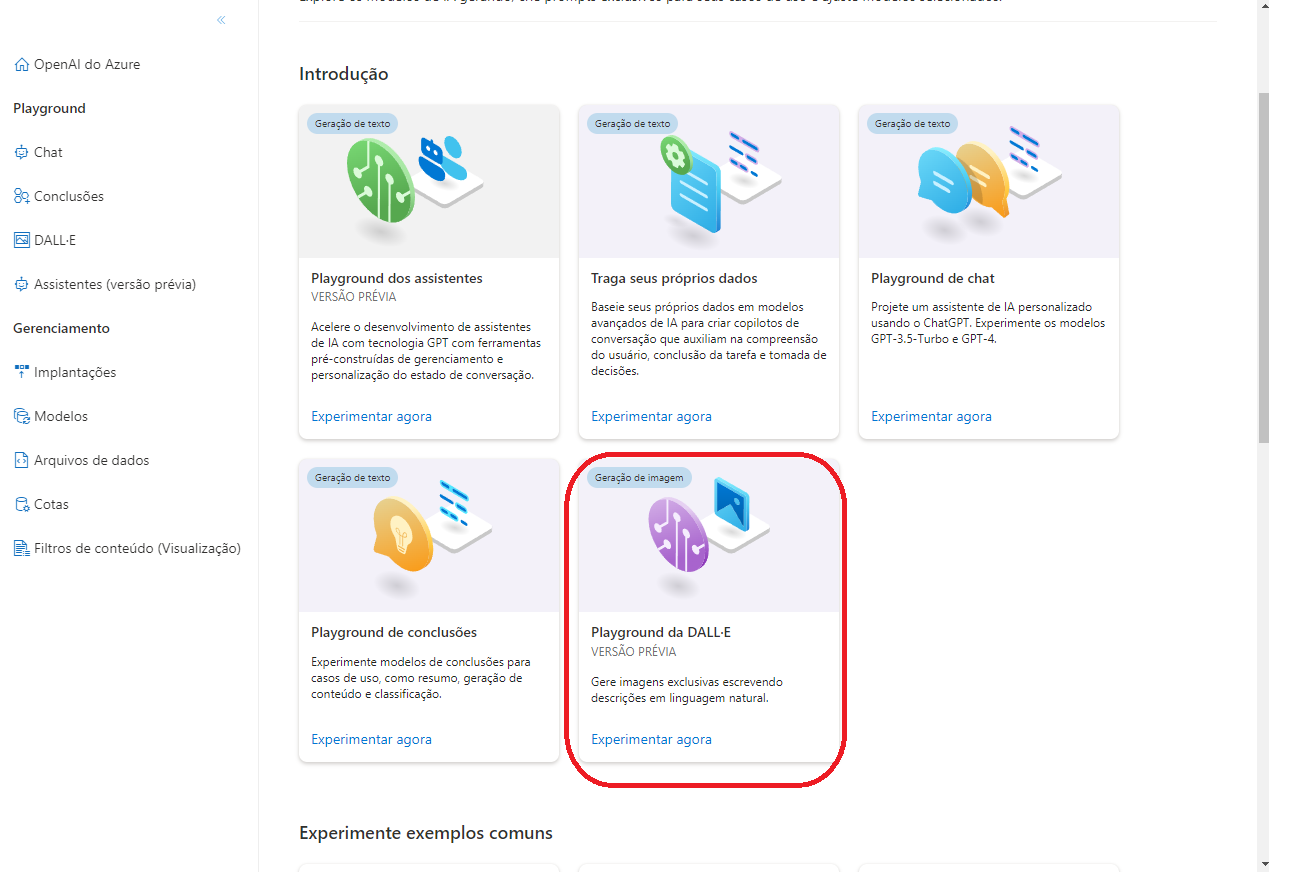 «
OpenAI do Azure
Playground
Chat
Conclusões
DALL·E
Assistentes (versão prévia)
Gerenciamento
Implantações
Modelos
Arquivos de dados
Cotas
Filtros de conteúdo (Visualização)
Introdução
Geração de texto
Playground dos assistentes
VERSÃO PRÉVIA
Acelere o desenvolvimento de assistentes
de IA com tecnologia GPT com ferramentas
pré-construídas de gerenciamento e
personalização do estado de conversação.
Experimentar agora
Geração de texto
Traga seus próprios dados
Baseie seus próprios dados em modelos
avançados de IA para criar copilotos de
conversação que auxiliam na compreensão
do usuário, conclusão da tarefa e tomada de
decisões.
Experimentar agora
Geração de texto
Playground de chat
Projete um assistente de IA personalizado
usando o ChatGPT. Experimente os modelos
GPT-3.5-Turbo e GPT-4.
Experimentar agora
Geração de texto
Playground de conclusões
Experimente modelos de conclusões para
casos de uso, como resumo, geração de
conteúdo e classificação.
Experimentar agora
Geração de imagem
Playground da DALL·E
VERSÃO PRÉVIA
Gere imagens exclusivas escrevendo
descrições em linguagem natural.
Experimentar agora
Experimente exemplos comuns